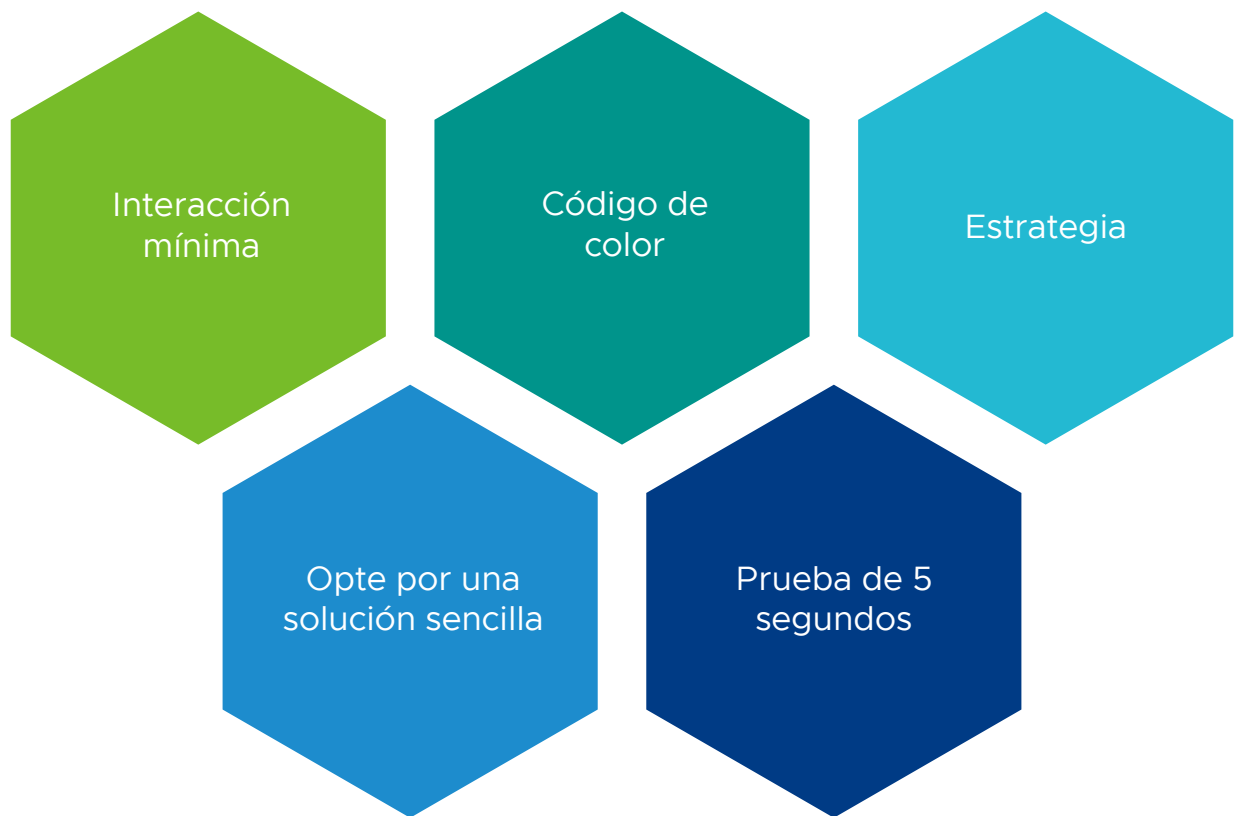 Interacción
mínima
Código de
color
Estrategia
Opte por una
solución sencilla
Prueba de 5
segundos